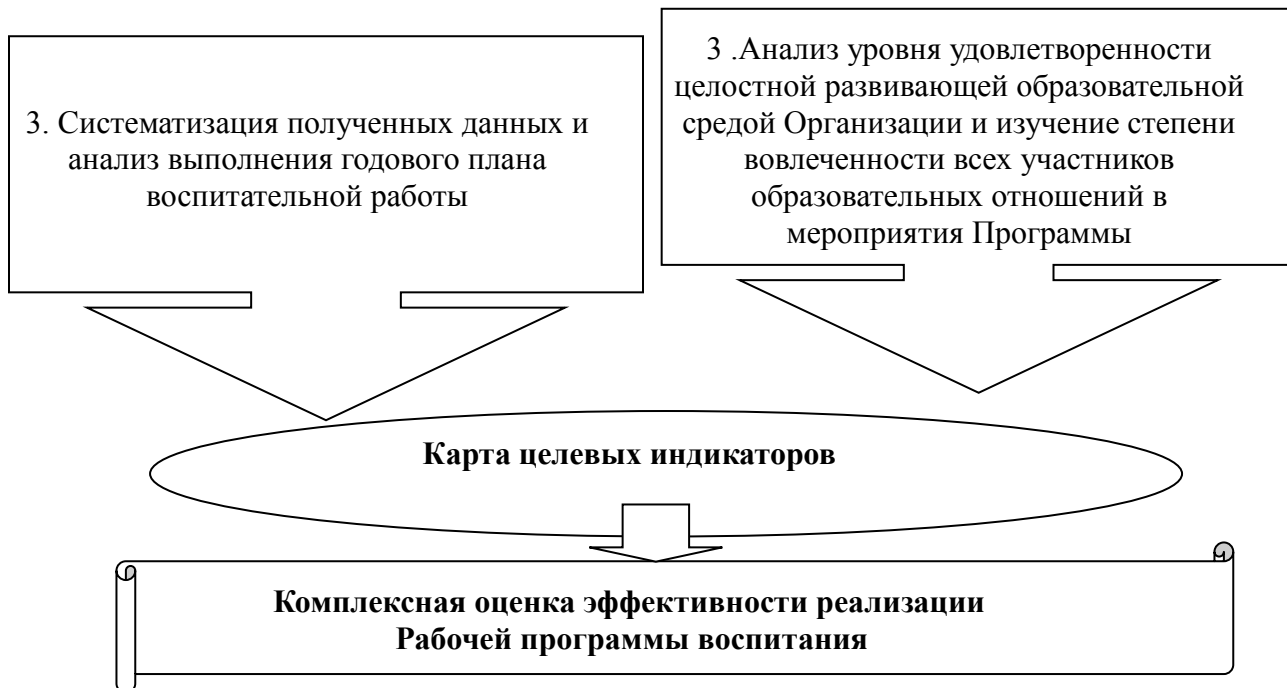 3. Систематизация полученных данных и
анализ выполнения годового плана
воспитательной работы
3 .Анализ уровня удовлетворенности
целостной развивающей образовательной
средой Организации и изучение степени
вовлеченности всех участников
образовательных отношений в
мероприятия Программы
Карта целевых индикаторов
Комплексная оценка эффективности реализации
Рабочей программы воспитания